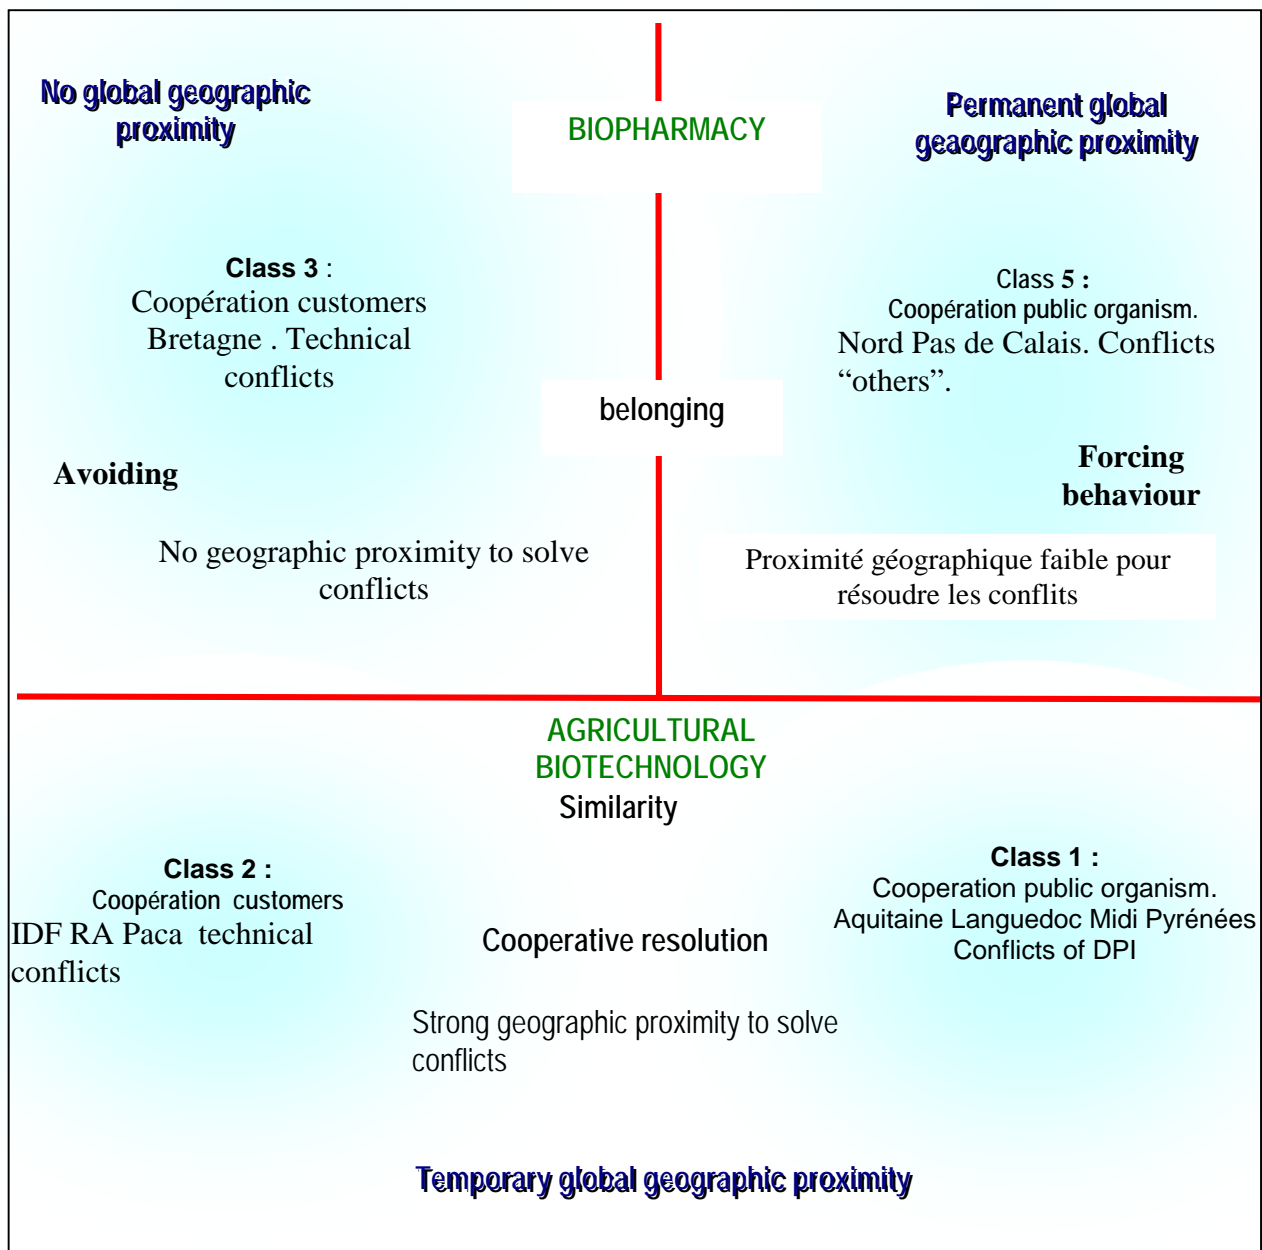 No global geographic
proximity
BIOPHARMACY
Permanent global
geaographic proximity
Class 3 :
Coopération customers
Bretagne . Technical
conflicts
Class 5 :
Coopération public organism.
Nord Pas de Calais. Conflicts
“others”.
belonging
Avoiding
Forcing
behaviour
No geographic proximity to solve
conflicts
Proximité géographique faible pour
résoudre les conflits
AGRICULTURAL
BIOTECHNOLOGY
Similarity
Class 2 :
Coopération customers
IDF RA Paca technical
conflicts
Class 1 :
Cooperation public organism.
Aquitaine Languedoc Midi Pyrénées
Conflicts of DPI
Cooperative resolution
Strong geographic proximity to solve
conflicts
Temporary global geographic proximity